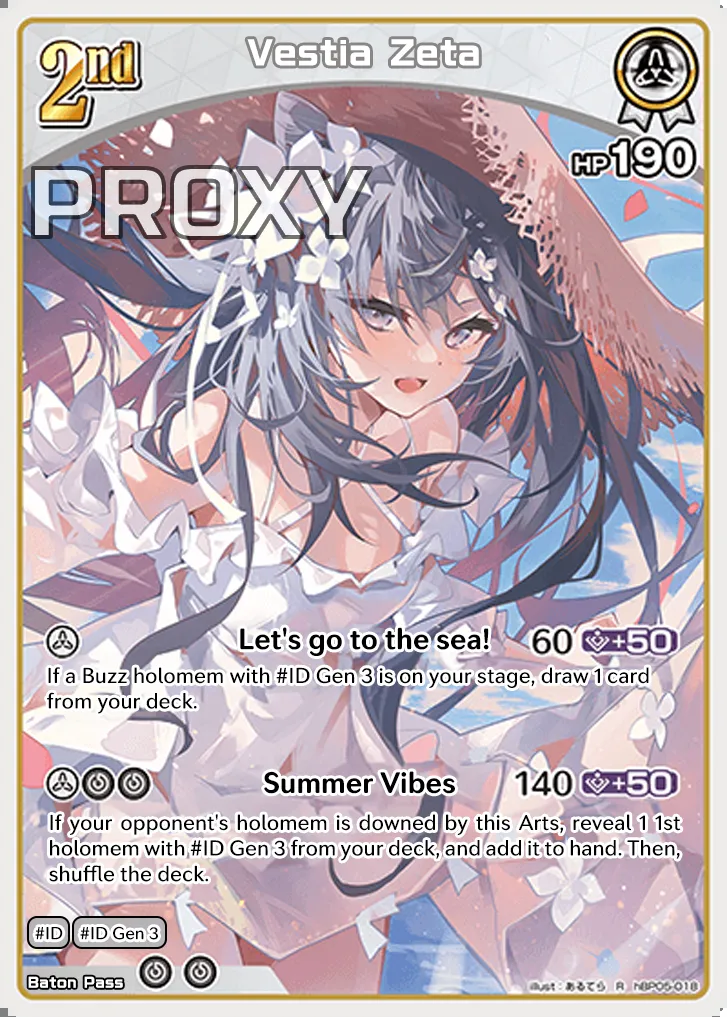 2nd
Vestia Zeta
HP190
PROXY
Let's go to the sea! 60 +50
If a Buzz holomem with #ID Gen 3 is on your stage, draw 1 card
from your deck.
Summer Vibes 140 +50
If your opponent's holomem is downed by this Arts, reveal 1 1st
holomem with #ID Gen 3 from your deck, and add it to hand. Then,
shuffle the deck.
#ID #ID Gen 3
Baton Pass
illust : あるてら R hBP05-018